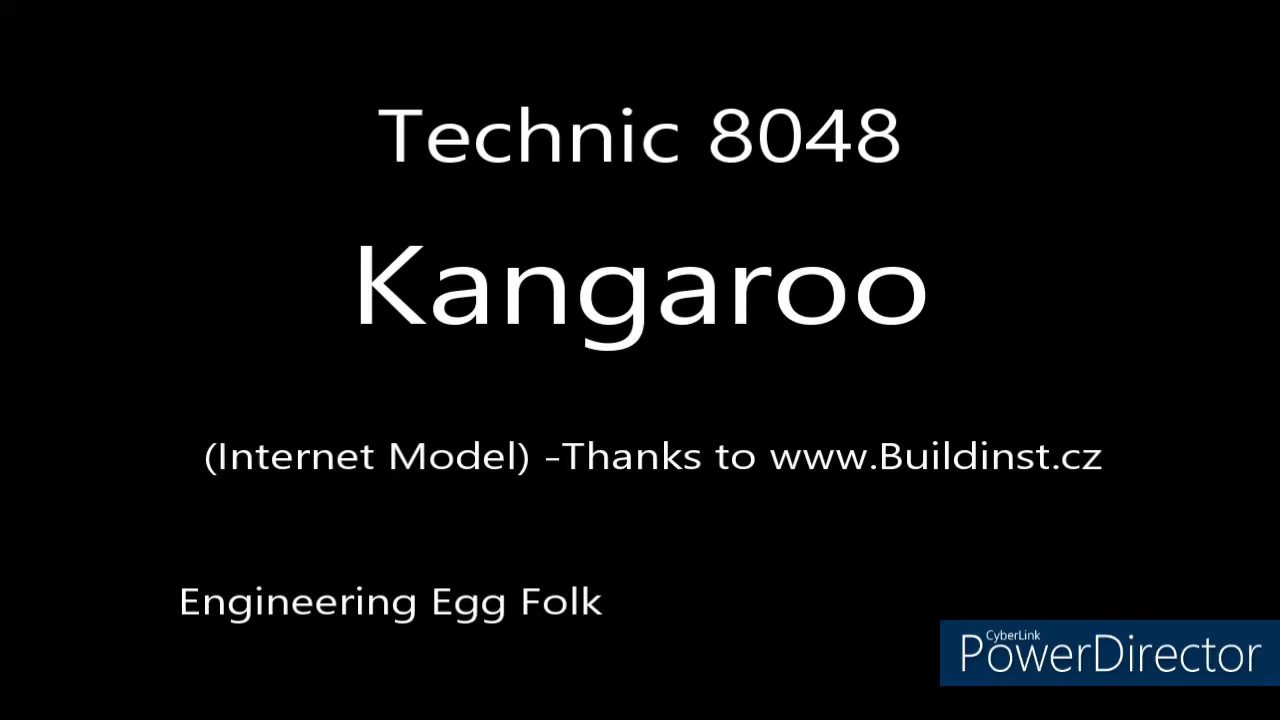 Technic 8048
Kangaroo
(Internet Model) -Thanks to www.Buildinst.cz
Engineering Egg Folk
CyberLink
PowerDirector